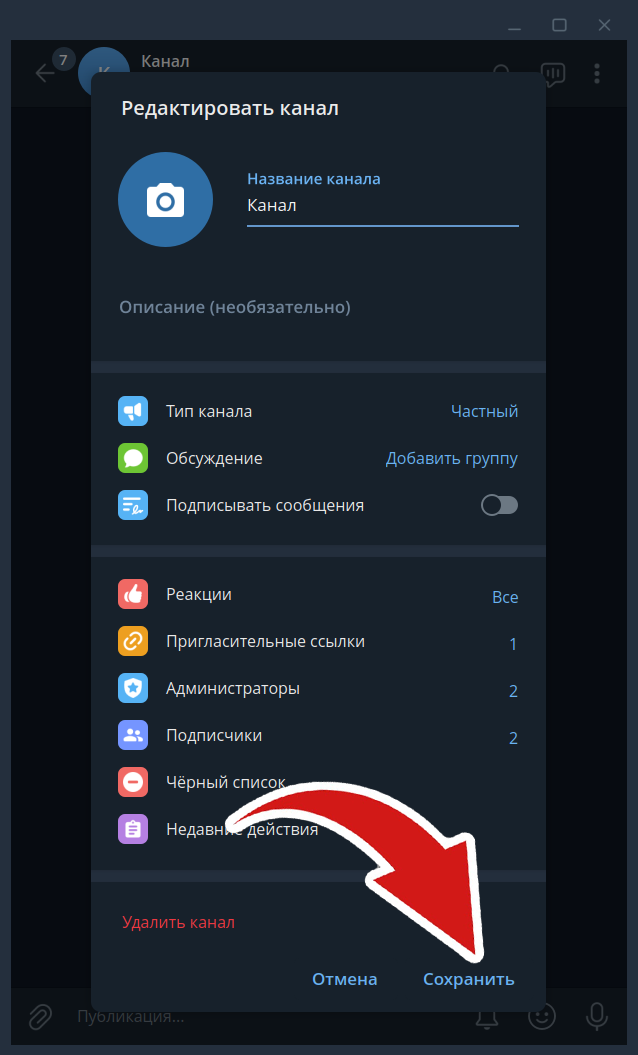 7
Канал
Редактировать канал
Название канала
Канал
Описание (необязательно)
Тип канала Частный
Обсуждение Добавить группу
Подписывать сообщения
Реакции Все
Пригласительные ссылки 1
Администраторы 2
Подписчики 2
Чёрный список
Недавние действия
Удалить канал
Отмена Сохранить
Публикация...